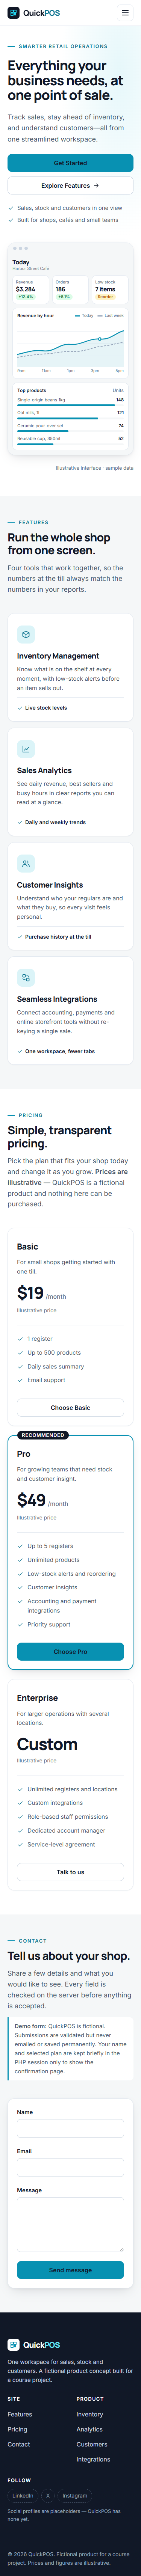 QuickPOS
SMARTER RETAIL OPERATIONS
Everything your
business needs, at
one point of sale.
Track sales, stay ahead of inventory,
and understand customers—all from
one streamlined workspace.
Get Started
Explore Features →
Sales, stock and customers in one view
Built for shops, cafés and small teams
Today
Harbor Street Café
Revenue
$3,284
+12.4%
Orders
186
+8.1%
Low stock
7 items
Reorder
Revenue by hour
Today
Last week
9am 11am 1pm 3pm 5pm
Top products
Units
Single-origin beans 1kg
148
Oat milk, 1L
121
Ceramic pour-over set
74
Reusable cup, 350ml
52
Illustrative interface · sample data
FEATURES
Run the whole shop
from one screen.
Four tools that work together, so the
numbers at the till always match the
numbers in your reports.
Inventory Management
Know what is on the shelf at every
moment, with low-stock alerts before
an item sells out.
Live stock levels
Sales Analytics
See daily revenue, best sellers and
busy hours in clear reports you can
read at a glance.
Daily and weekly trends
Customer Insights
Understand who your regulars are and
what they buy, so every visit feels
personal.
Purchase history at the till
Seamless Integrations
Connect accounting, payments and
online storefront tools without re-
keying a single sale.
One workspace, fewer tabs
PRICING
Simple, transparent
pricing.
Pick the plan that fits your shop today
and change it as you grow. Prices are
illustrative — QuickPOS is a fictional
product and nothing here can be
purchased.
Basic
For small shops getting started with
one till.
$19 /month
Illustrative price
1 register
Up to 500 products
Daily sales summary
Email support
Choose Basic
RECOMMENDED
Pro
For growing teams that need stock
and customer insight.
$49 /month
Illustrative price
Up to 5 registers
Unlimited products
Low-stock alerts and reordering
Customer insights
Accounting and payment
integrations
Priority support
Choose Pro
Enterprise
For larger operations with several
locations.
Custom
Illustrative price
Unlimited registers and locations
Custom integrations
Role-based staff permissions
Dedicated account manager
Service-level agreement
Talk to us
CONTACT
Tell us about your shop.
Share a few details and what you
would like to see. Every field is
checked on the server before anything
is accepted.
Demo form: QuickPOS is fictional.
Submissions are validated but never
emailed or saved permanently. Your name
and selected plan are kept briefly in the
PHP session only to show the
confirmation page.
Name
Email
Message
Send message
QuickPOS
One workspace for sales, stock and
customers. A fictional product concept built for
a course project.
SITE
Features
Pricing
Contact
PRODUCT
Inventory
Analytics
Customers
Integrations
FOLLOW
LinkedIn
X
Instagram
Social profiles are placeholders — QuickPOS has
none yet.
© 2026 QuickPOS. Fictional product for a course
project. Prices and figures are illustrative.